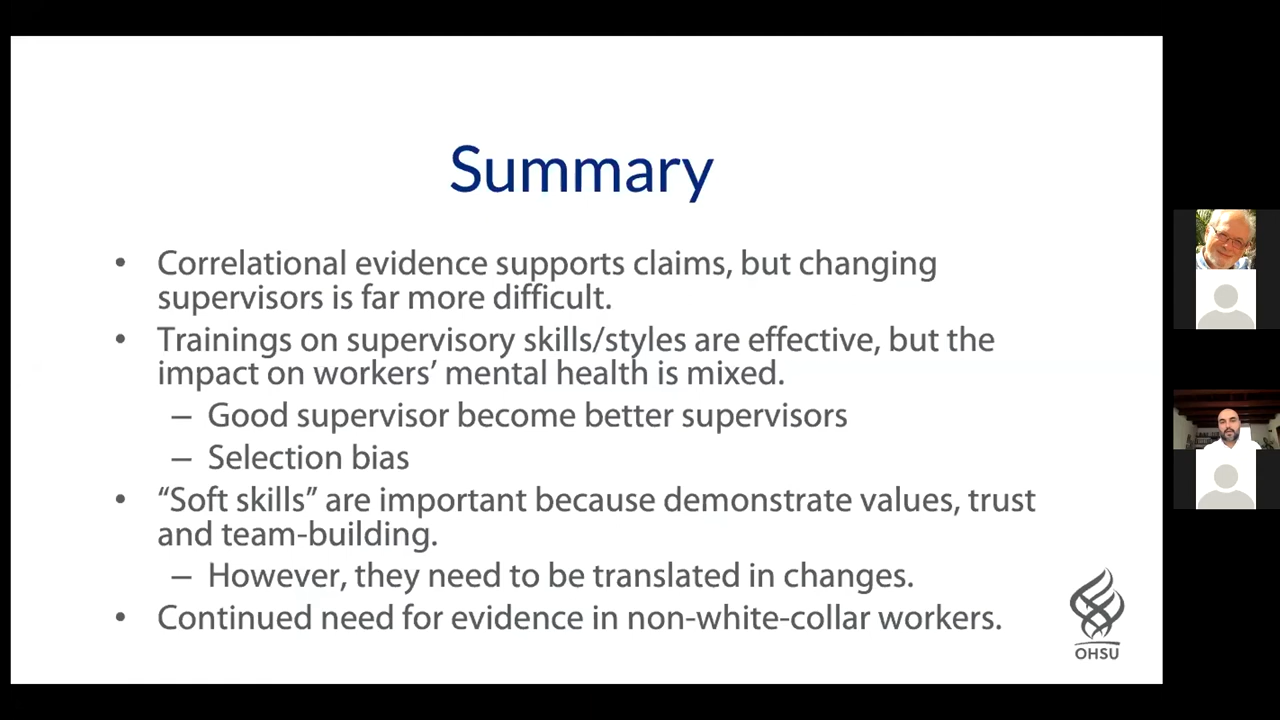 Summary
• Correlational evidence supports claims, but changing
supervisors is far more difficult.
• Trainings on supervisory skills/styles are effective, but the
impact on workers’ mental health is mixed.
– Good supervisor become better supervisors
– Selection bias
• “Soft skills” are important because demonstrate values, trust
and team-building.
– However, they need to be translated in changes.
• Continued need for evidence in non-white-collar workers.
OHSU